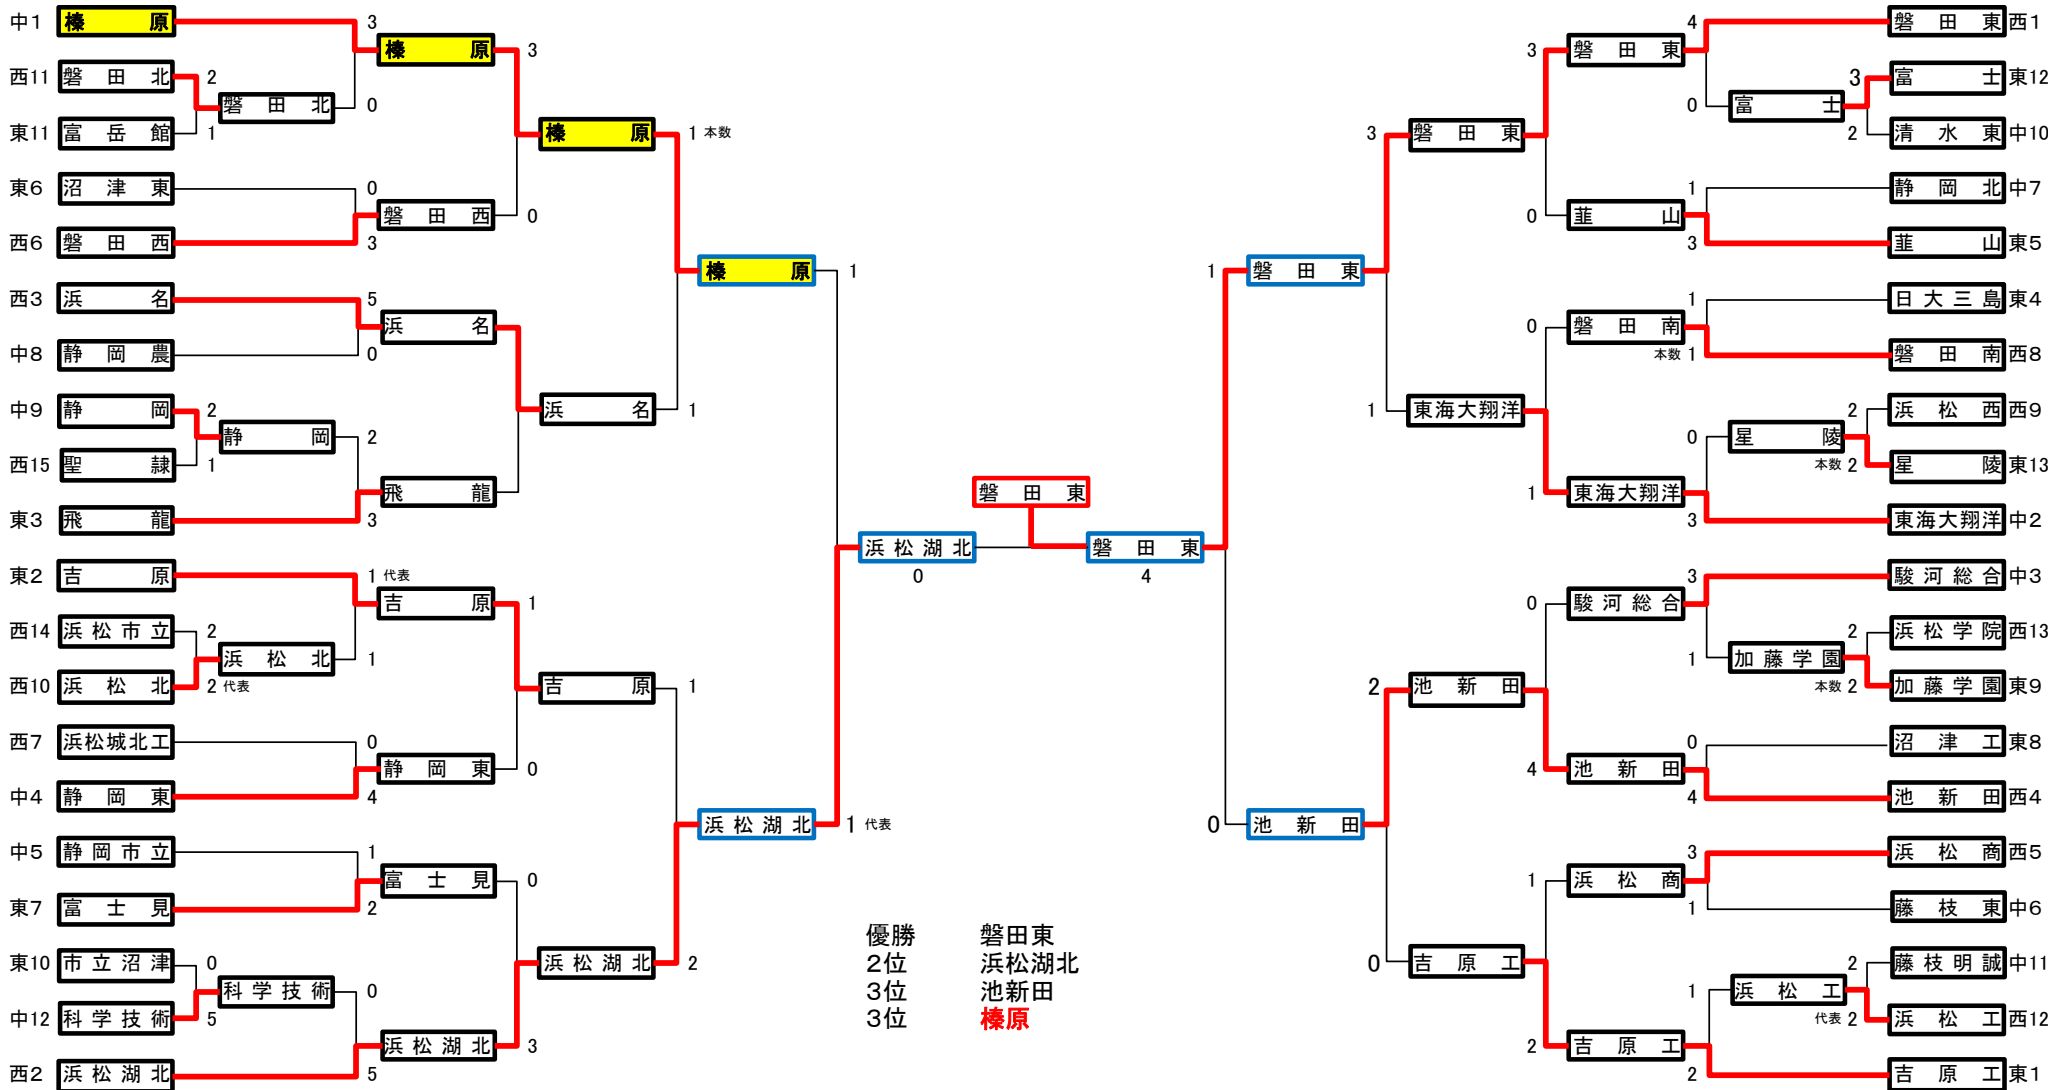 中1 榛原 3
榛原 3
西11 磐田北 2
磐田北 0
東11 富岳館 1
榛原 1 本数
東6 沼津東 0
磐田西 0
西6 磐田西 3
榛原 1
西3 浜名 5
浜名
中8 静岡農 0
浜名 1
中9 静岡 2
静岡 2
西15 聖隷 1
飛龍
東3 飛龍 3
浜松湖北 0
東2 吉原 1 代表
吉原 1
西14 浜松市立 2
浜松北 1
西10 浜松北 2 代表
吉原 1
西7 浜松城北工 0
静岡東 0
中4 静岡東 4
浜松湖北 1 代表
中5 静岡市立 1
富士見 0
東7 富士見 2
浜松湖北 2
東10 市立沼津 0
科学技術 0
中12 科学技術 5
浜松湖北 3
西2 浜松湖北 5
磐田東
磐田東 4
優勝 磐田東
2位 浜松湖北
3位 池新田
3位 榛原
4 磐田東 西1
3 磐田東
3 富士 東12
0 富士
2 清水東 中10
3 磐田東
1 静岡北 中7
0 韮山
3 韮山 東5
1 磐田東
1 日大三島 東4
0 磐田南
本数 1 磐田南 西8
1 東海大翔洋
2 浜松西 西9
0 星陵
本数 2 星陵 東13
1 東海大翔洋
3 東海大翔洋 中2
3 駿河総合 中3
0 駿河総合
2 浜松学院 西13
1 加藤学園
本数 2 加藤学園 東9
2 池新田
0 沼津工 東8
4 池新田
4 池新田 西4
0 池新田
3 浜松商 西5
1 浜松商
1 藤枝東 中6
0 吉原工
2 藤枝明誠 中11
1 浜松工
代表 2 浜松工 西12
2 吉原工
2 吉原工 東1